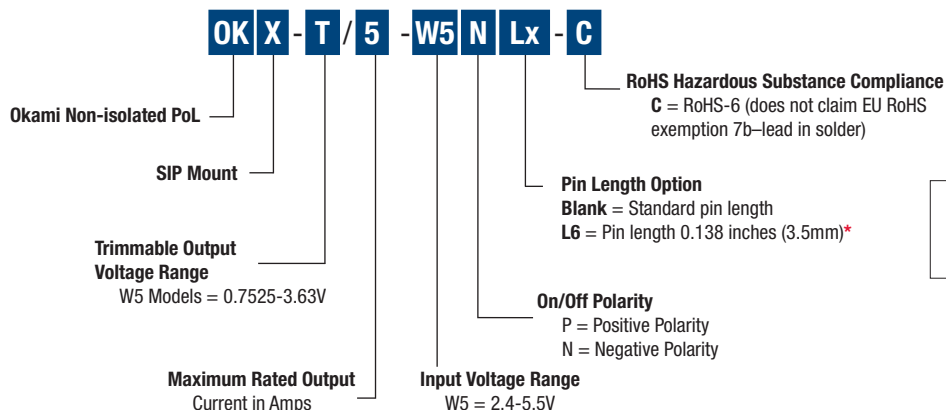 OK X - T / 5 - W5 N Lx - C
RoHS Hazardous Substance Compliance
C = RoHS-6 (does not claim EU RoHS
exemption 7b–lead in solder)
Okami Non-isolated PoL
SIP Mount
Pin Length Option
Blank = Standard pin length
L6 = Pin length 0.138 inches (3.5mm)*
Trimmable Output
Voltage Range
W5 Models = 0.7525-3.63V
On/Off Polarity
P = Positive Polarity
N = Negative Polarity
Maximum Rated Output
Current in Amps
Input Voltage Range
W5 = 2.4-5.5V